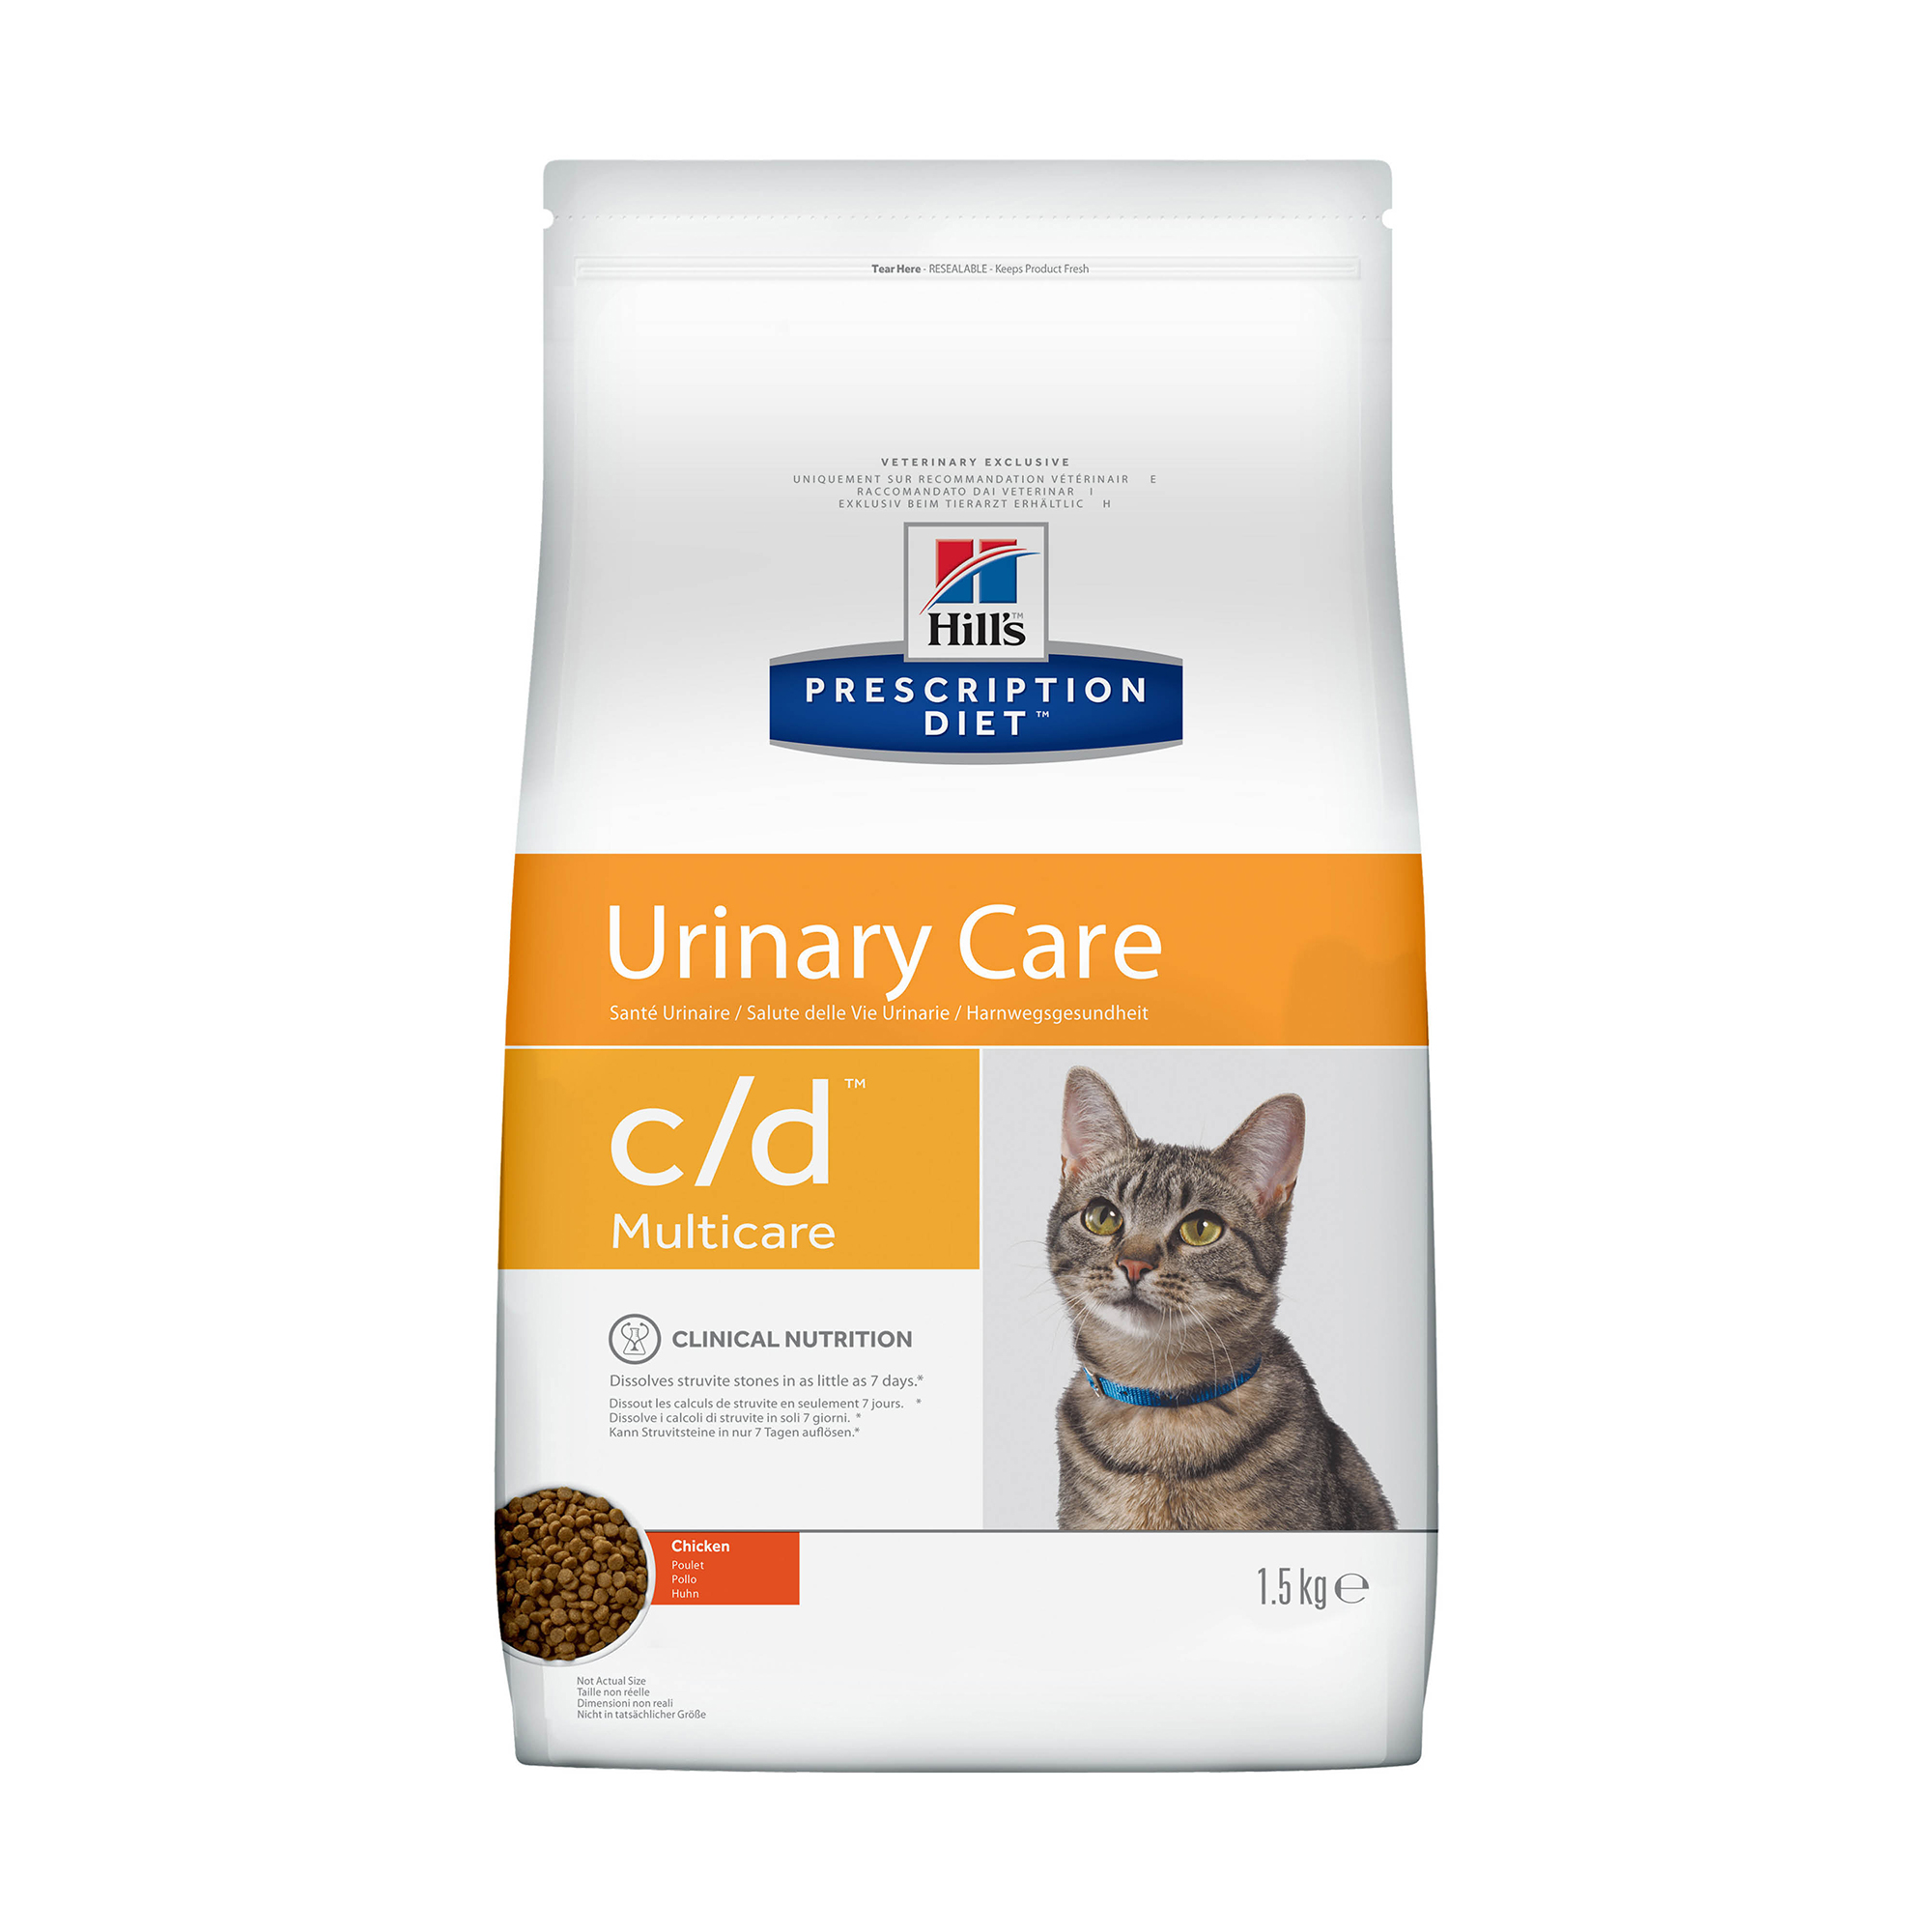 Tear Here - RESEALABLE - Keeps Product Fresh
VETERINARY EXCLUSIVE
UNIQUEMENT SUR RECOMMANDATION VÉTÉRINAIR E
RACCOMANDATO DAI VETERINAR I
EXKLUSIV BEIM TIERARZT ERHÄLTLIC H
Hill's™
PRESCRIPTION
DIET™
Urinary Care
Santé Urinaire / Salute delle Vie Urinarie / Harnwegsgesundheit
c/d™
Multicare
CLINICAL NUTRITION
Dissolves struvite stones in as little as 7 days.*
Dissout les calculs de struvite en seulement 7 jours. *
Dissolve i calcoli di struvite in soli 7 giorni. *
Kann Struvitsteine in nur 7 Tagen auflösen.*
Chicken
Poulet
Pollo
Huhn
1.5 kg ℮
Not Actual Size
Taille non réelle
Dimensioni non reali
Nicht in tatsächlicher Größe